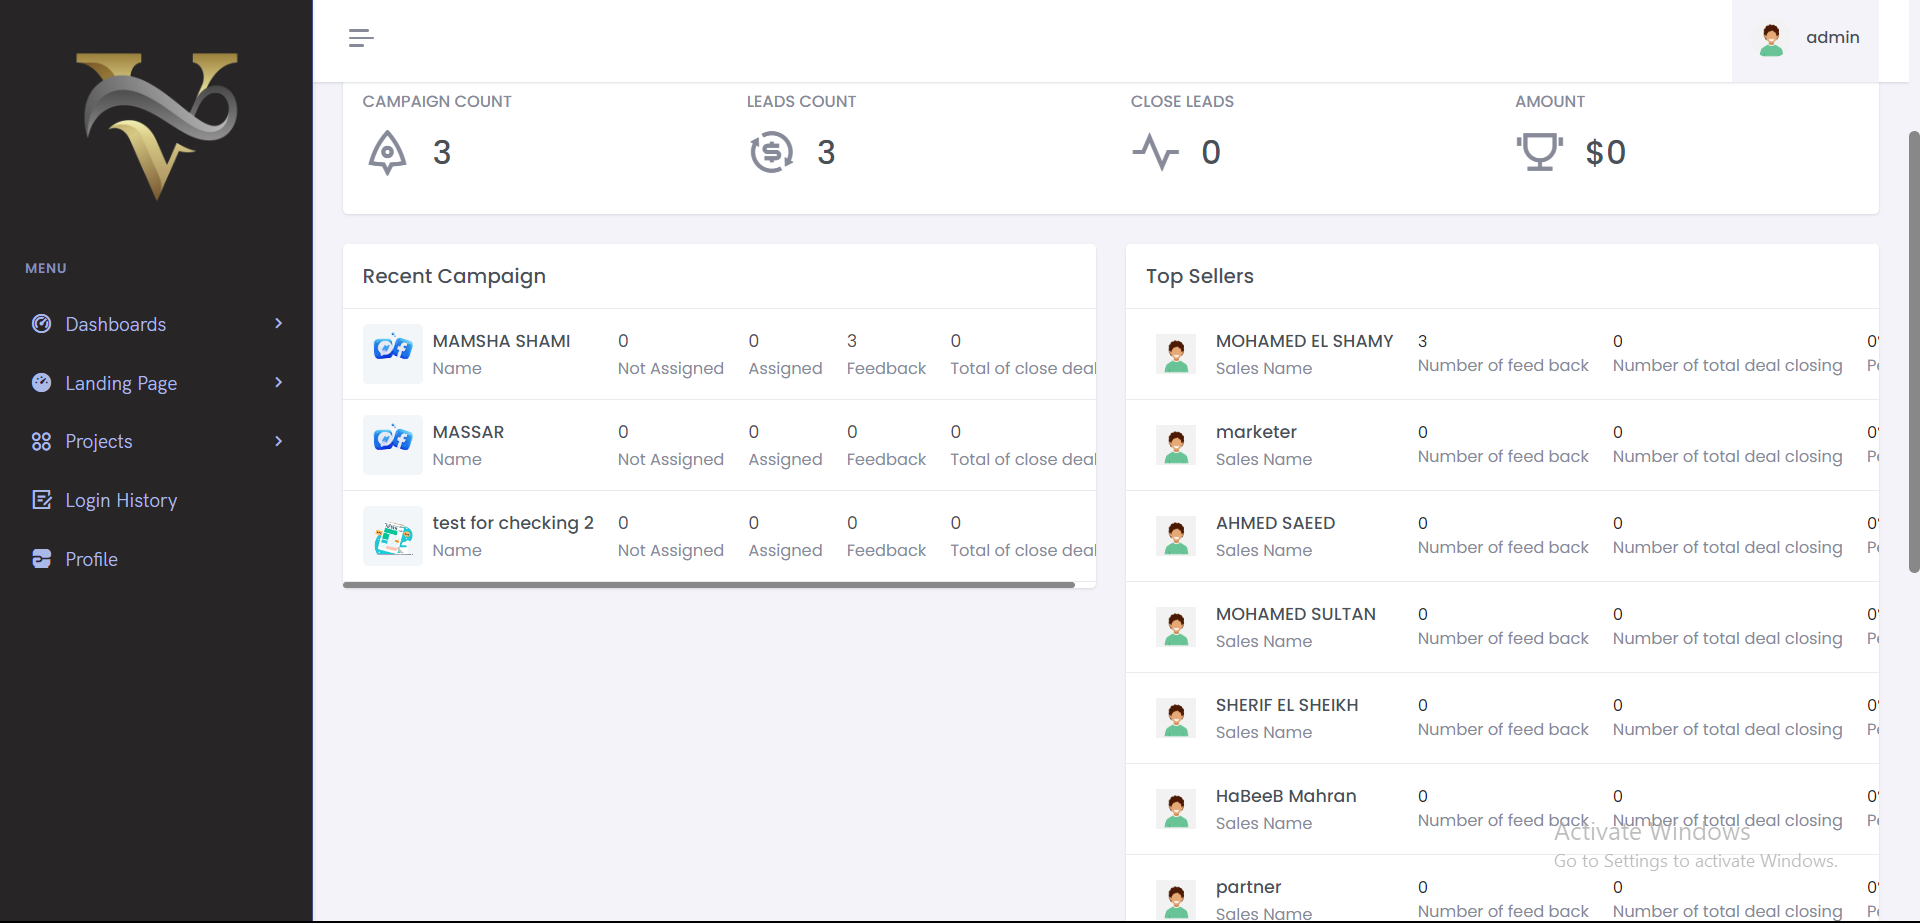 admin
MENU
Dashboards
Landing Page
Projects
Login History
Profile
CAMPAIGN COUNT
3
LEADS COUNT
3
CLOSE LEADS
0
AMOUNT
$0
Recent Campaign
MAMSHA SHAMI 0 0 3 0
Name Not Assigned Assigned Feedback Total of close deal
MASSAR 0 0 0 0
Name Not Assigned Assigned Feedback Total of close deal
test for checking 2 0 0 0 0
Name Not Assigned Assigned Feedback Total of close deal
Top Sellers
MOHAMED EL SHAMY 3 0 0
Sales Name Number of feed back Number of total deal closing
marketer 0 0 0
Sales Name Number of feed back Number of total deal closing
AHMED SAEED 0 0 0
Sales Name Number of feed back Number of total deal closing
MOHAMED SULTAN 0 0 0
Sales Name Number of feed back Number of total deal closing
SHERIF EL SHEIKH 0 0 0
Sales Name Number of feed back Number of total deal closing
HaBeeB Mahran 0 0 0
Sales Name Number of feed back Number of total deal closing
partner 0 0 0
Sales Name Number of feed back Number of total deal closing
Activate Windows
Go to Settings to activate Windows.